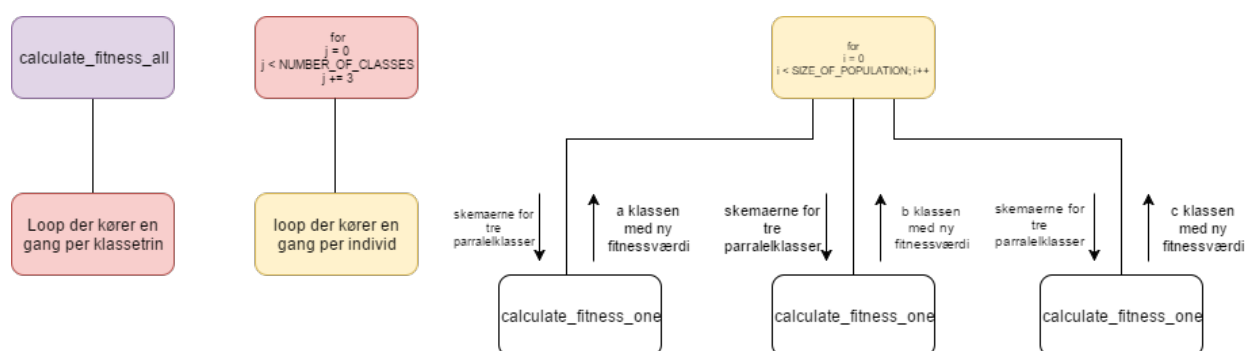 calculate_fitness_all
for
j = 0
j < NUMBER_OF_CLASSES
j += 3
for
i = 0
i < SIZE_OF_POPULATION; i++
Loop der kører en
gang per klassetrin
loop der kører en
gang per individ
skemaerne for
tre
parralelklasser
a klassen
med ny
fitnessværdi
skemaerne for
tre
parralelklasser
b klassen
med ny
fitnessværdi
skemaerne for
tre
parralelklasser
c klassen
med ny
fitnessværdi
calculate_fitness_one
calculate_fitness_one
calculate_fitness_one